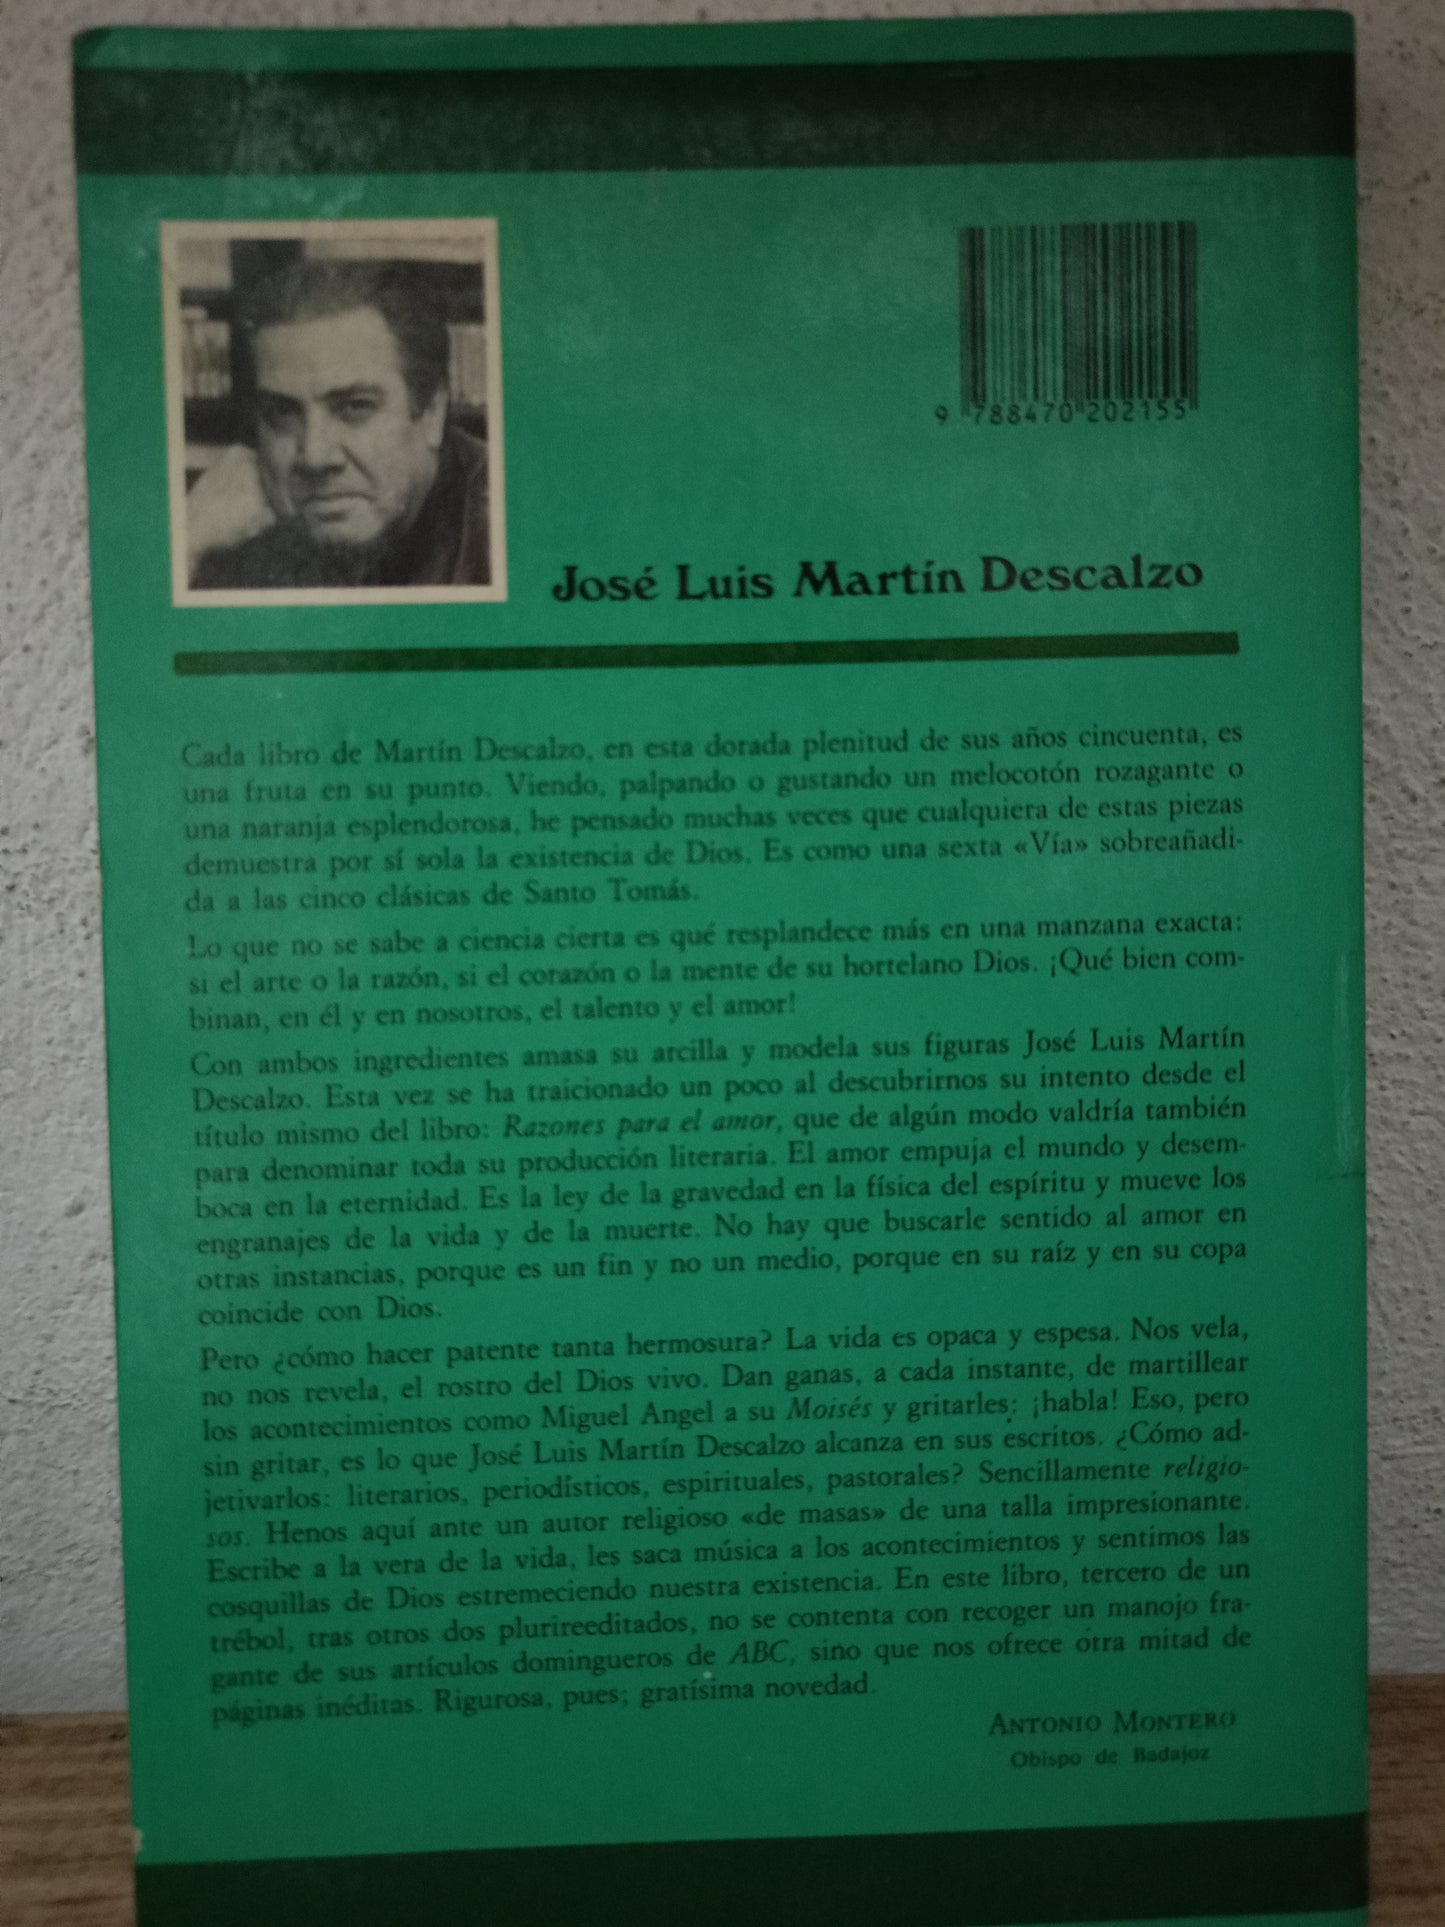 9 788470 202155
José Luis Martín Descalzo
Cada libro de Martín Descalzo, en esta dorada plenitud de sus años cincuenta, es
una fruta en su punto. Viendo, palpando o gustando un melocotón rozagante o
una naranja esplendorosa, he pensado muchas veces que cualquiera de estas piezas
demuestra por sí sola la existencia de Dios. Es como una sexta «Vía» sobreañadi-
da a las cinco clásicas de Santo Tomás.
Lo que no se sabe a ciencia cierta es qué resplandece más en una manzana exacta:
si el arte o la razón, si el corazón o la mente de su hortelano Dios. ¡Qué bien com-
binan, en él y en nosotros, el talento y el amor!
Con ambos ingredientes amasa su arcilla y modela sus figuras José Luis Martín
Descalzo. Esta vez se ha traicionado un poco al descubrirnos su intento desde el
título mismo del libro: Razones para el amor, que de algún modo valdría también
para denominar toda su producción literaria. El amor empuja el mundo y desem-
boca en la eternidad. Es la ley de la gravedad en la física del espíritu y mueve los
engranajes de la vida y de la muerte. No hay que buscarle sentido al amor en
otras instancias, porque es un fin y no un medio, porque en su raíz y en su copa
coincide con Dios.
Pero ¿cómo hacer patente tanta hermosura? La vida es opaca y espesa. Nos vela,
no nos revela, el rostro del Dios vivo. Dan ganas, a cada instante, de martillear
los acontecimientos como Miguel Angel a su Moisés y gritarles: ¡habla! Eso, pero
sin gritar, es lo que José Luis Martín Descalzo alcanza en sus escritos. ¿Cómo ad-
jetivarlos: literarios, periodísticos, espirituales, pastorales? Sencillamente religio-
sos. Henos aquí ante un autor religioso «de masas» de una talla impresionante.
Escribe a la vera de la vida, les saca música a los acontecimientos y sentimos las
cosquillas de Dios estremeciendo nuestra existencia. En este libro, tercero de un
trébol, tras otros dos plurireeditados, no se contenta con recoger un manojo fra-
gante de sus artículos domingueros de ABC, sino que nos ofrece otra mitad de
páginas inéditas. Rigurosa, pues; gratísima novedad.
ANTONIO MONTERO
Obispo de Badajoz